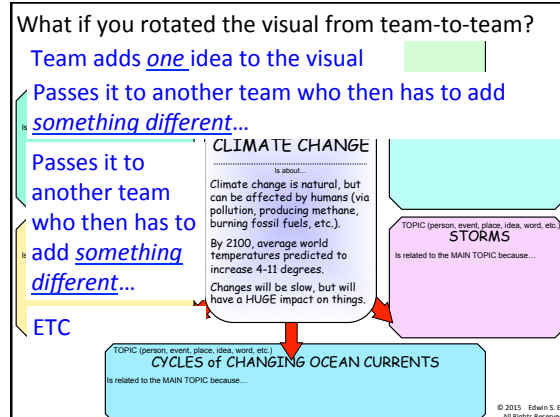 What if you rotated the visual from team-to-team?
Team adds one idea to the visual
Passes it to another team who then has to add
something different…
Passes it to
another team
who then has to
add something
different…
ETC
CLIMATE CHANGE
Is about…
Climate change is natural, but
can be affected by humans (via
pollution, producing methane,
burning fossil fuels, etc.).
By 2100, average world
temperatures predicted to
increase 4-11 degrees.
Changes will be slow, but will
have a HUGE impact on things.
TOPIC (person, event, place, idea, word, etc.)
STORMS
Is related to the MAIN TOPIC because…
TOPIC (person, event, place, idea, word, etc.)
CYCLES of CHANGING OCEAN CURRENTS
Is related to the MAIN TOPIC because…
© 2015 Edwin S. E
All Rights Reserve